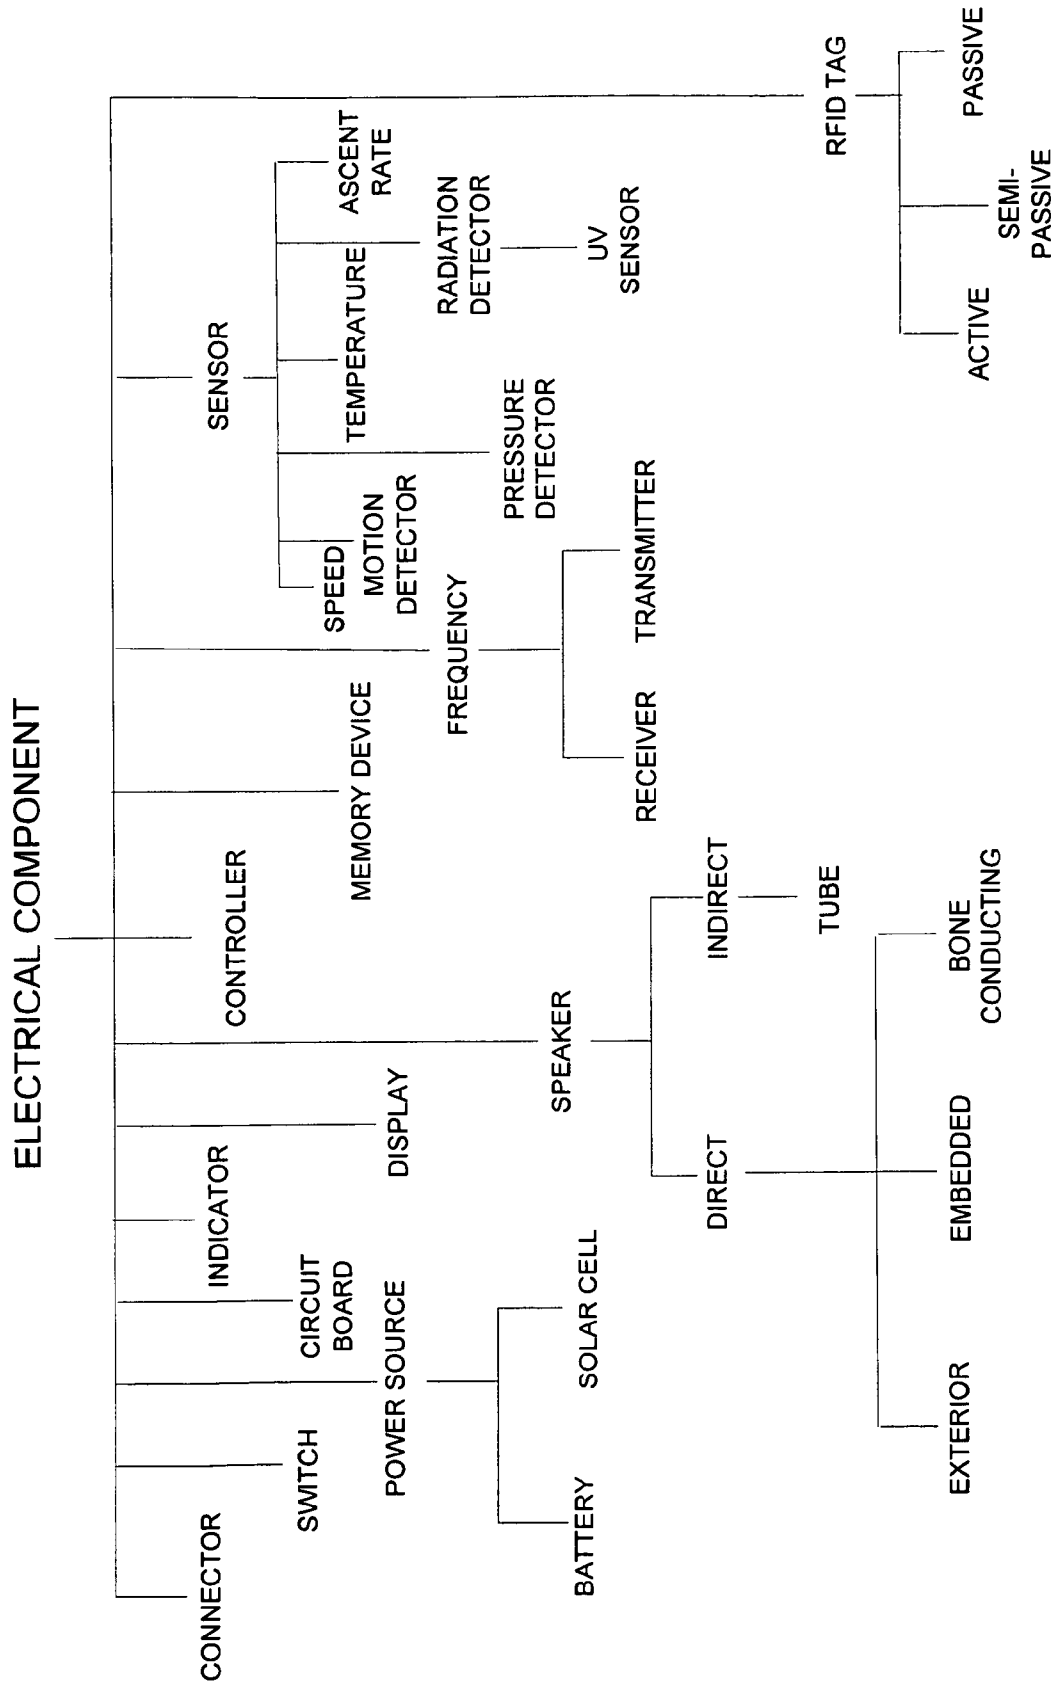 ELECTRICAL COMPONENT
CONNECTOR
SWITCH
POWER SOURCE
BATTERY
SOLAR CELL
CIRCUIT
BOARD
INDICATOR
DISPLAY
SPEAKER
DIRECT
EXTERIOR
EMBEDDED
BONE
CONDUCTING
INDIRECT
TUBE
CONTROLLER
MEMORY DEVICE
FREQUENCY
RECEIVER
TRANSMITTER
SENSOR
SPEED
MOTION
DETECTOR
PRESSURE
DETECTOR
TEMPERATURE
RADIATION
DETECTOR
UV
SENSOR
ASCENT
RATE
RFID TAG
ACTIVE
SEMI-
PASSIVE
PASSIVE